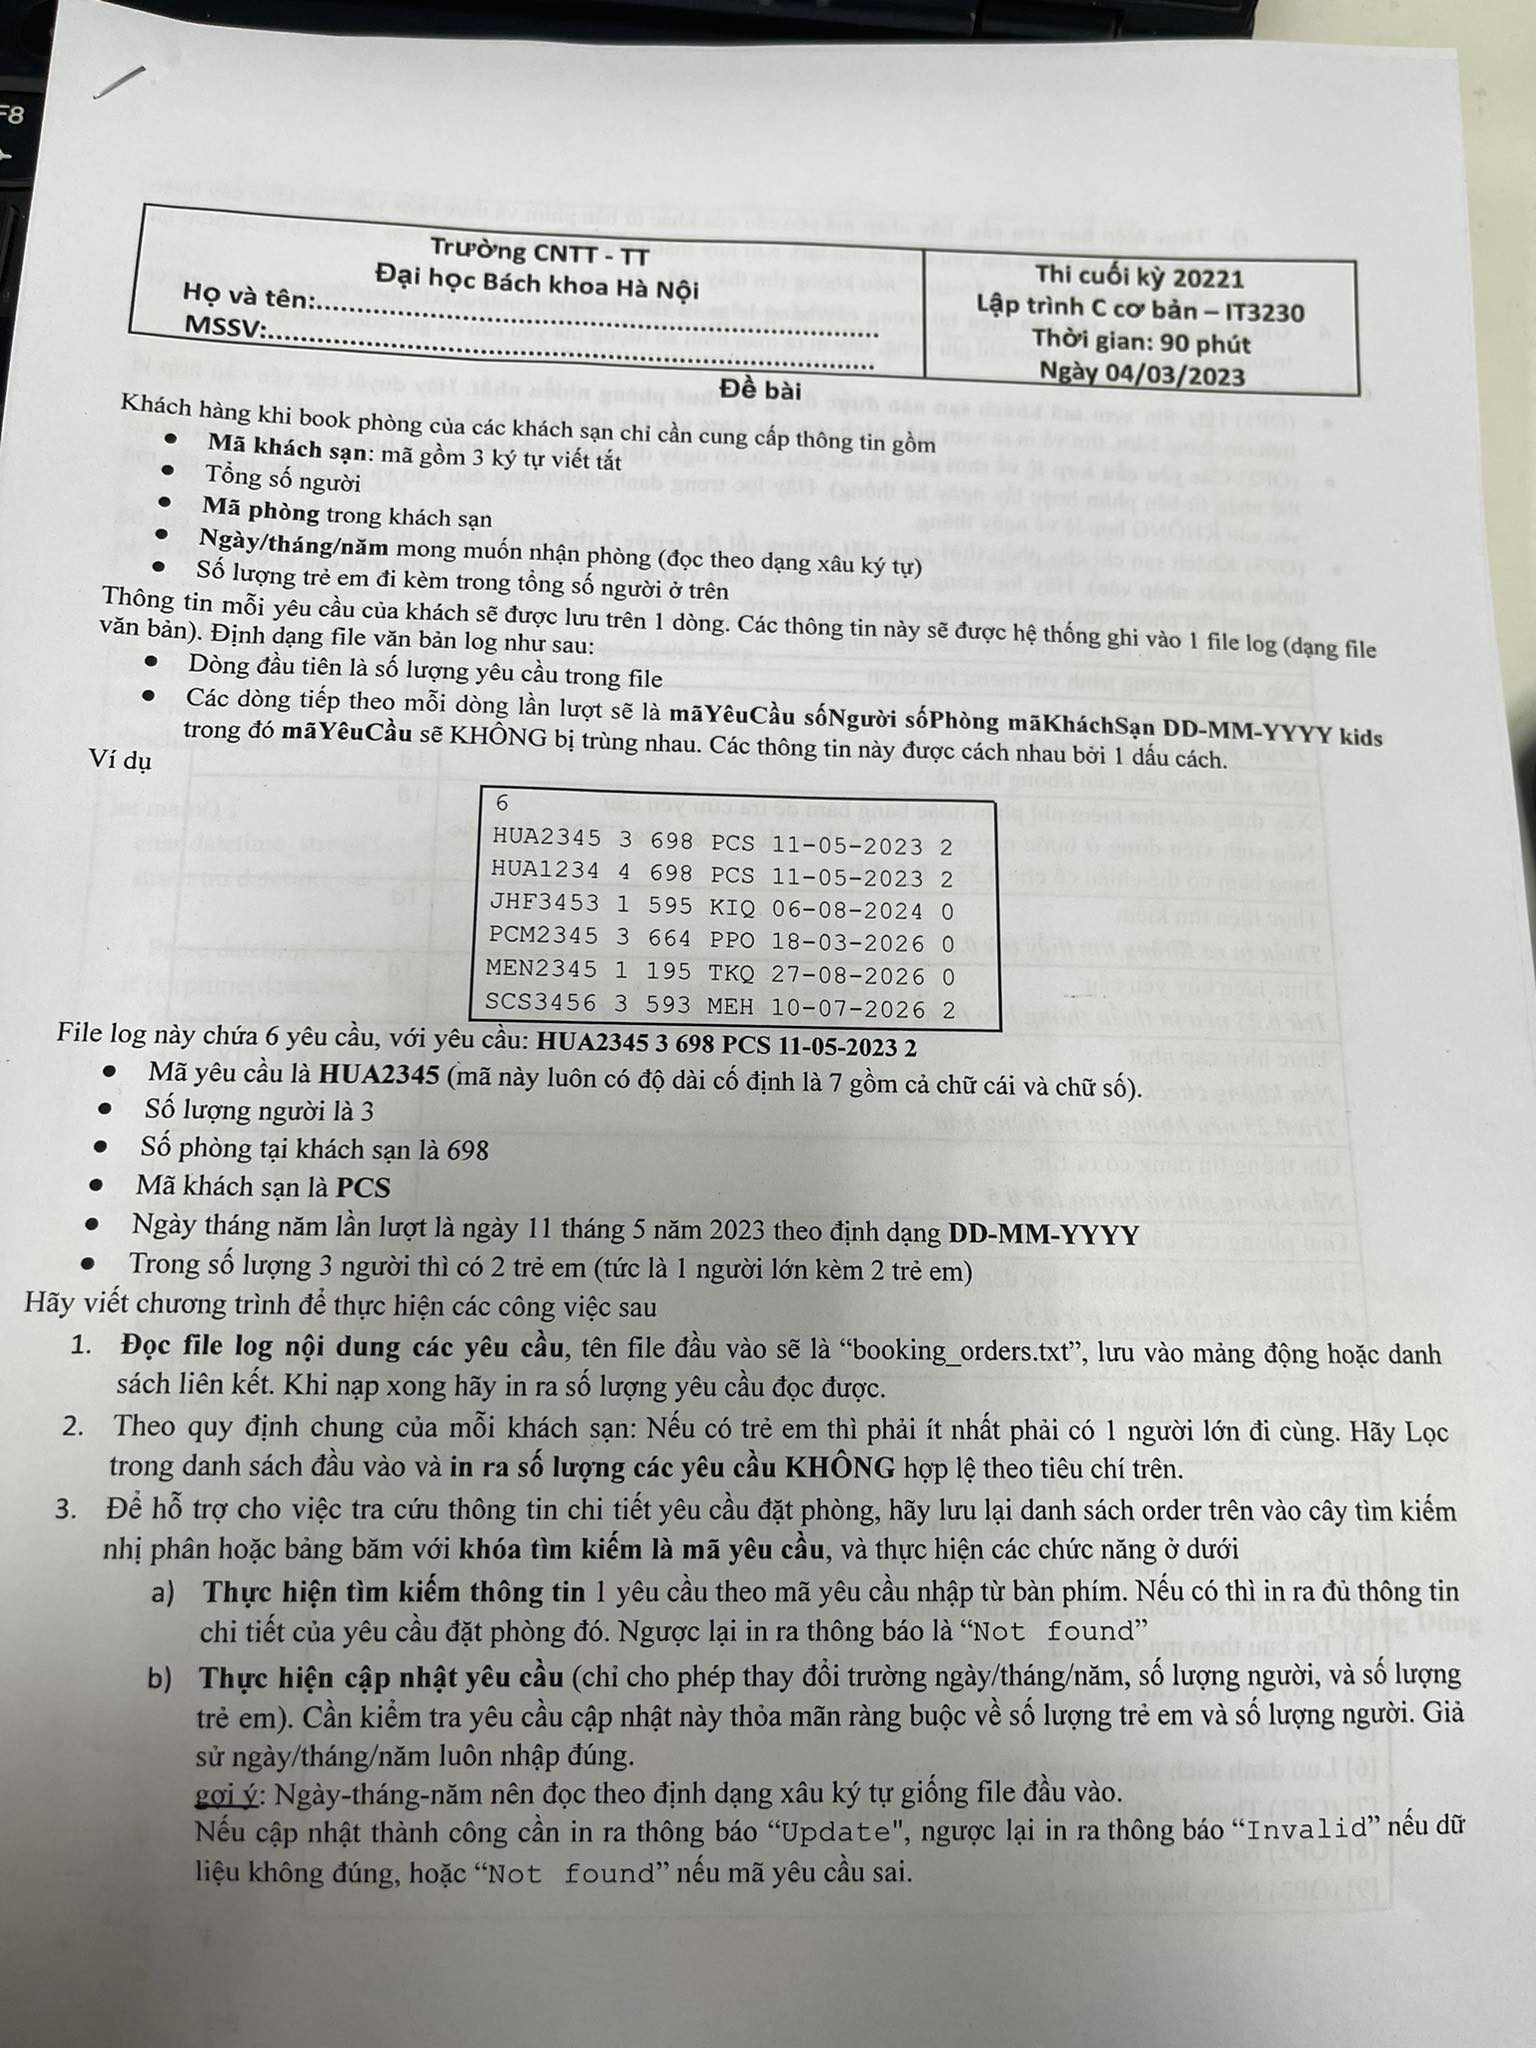 F8
Trường CNTT - TT
Đại học Bách khoa Hà Nội
Họ và tên:
MSSV:
Thi cuối kỳ 20221
Lập trình C cơ bản – IT3230
Thời gian: 90 phút
Ngày 04/03/2023
Đề bài
Khách hàng khi book phòng của các khách sạn chỉ cần cung cấp thông tin gồm
• Mã khách sạn: mã gồm 3 ký tự viết tắt
• Tổng số người
• Mã phòng trong khách sạn
• Ngày/tháng/năm mong muốn nhận phòng (đọc theo dạng xâu ký tự)
• Số lượng trẻ em đi kèm trong tổng số người ở trên
Thông tin mỗi yêu cầu của khách sẽ được lưu trên 1 dòng. Các thông tin này sẽ được hệ thống ghi vào 1 file log (dạng file
văn bản). Định dạng file văn bản log như sau:
• Dòng đầu tiên là số lượng yêu cầu trong file
• Các dòng tiếp theo mỗi dòng lần lượt sẽ là mãYêuCầu sốNgười sốPhòng mãKháchSạn DD-MM-YYYY kids
trong đó mãYêuCầu sẽ KHÔNG bị trùng nhau. Các thông tin này được cách nhau bởi 1 dấu cách.
Ví dụ
6
HUA2345 3 698 PCS 11-05-2023 2
HUA1234 4 698 PCS 11-05-2023 2
JHF3453 1 595 KIQ 06-08-2024 0
PCM2345 3 664 PPO 18-03-2026 0
MEN2345 1 195 TKQ 27-08-2026 0
SCS3456 3 593 MEH 10-07-2026 2
File log này chứa 6 yêu cầu, với yêu cầu: HUA2345 3 698 PCS 11-05-2023 2
• Mã yêu cầu là HUA2345 (mã này luôn có độ dài cố định là 7 gồm cả chữ cái và chữ số).
• Số lượng người là 3
• Số phòng tại khách sạn là 698
• Mã khách sạn là PCS
• Ngày tháng năm lần lượt là ngày 11 tháng 5 năm 2023 theo định dạng DD-MM-YYYY
• Trong số lượng 3 người thì có 2 trẻ em (tức là 1 người lớn kèm 2 trẻ em)
Hãy viết chương trình để thực hiện các công việc sau
1. Đọc file log nội dung các yêu cầu, tên file đầu vào sẽ là “booking_orders.txt”, lưu vào mảng động hoặc danh
sách liên kết. Khi nạp xong hãy in ra số lượng yêu cầu đọc được.
2. Theo quy định chung của mỗi khách sạn: Nếu có trẻ em thì phải ít nhất phải có 1 người lớn đi cùng. Hãy Lọc
trong danh sách đầu vào và in ra số lượng các yêu cầu KHÔNG hợp lệ theo tiêu chí trên.
3. Để hỗ trợ cho việc tra cứu thông tin chi tiết yêu cầu đặt phòng, hãy lưu lại danh sách order trên vào cây tìm kiếm
nhị phân hoặc bảng băm với khóa tìm kiếm là mã yêu cầu, và thực hiện các chức năng ở dưới
a) Thực hiện tìm kiếm thông tin 1 yêu cầu theo mã yêu cầu nhập từ bàn phím. Nếu có thì in ra đủ thông tin
chi tiết của yêu cầu đặt phòng đó. Ngược lại in ra thông báo là “Not found”
b) Thực hiện cập nhật yêu cầu (chỉ cho phép thay đổi trường ngày/tháng/năm, số lượng người, và số lượng
trẻ em). Cần kiểm tra yêu cầu cập nhật này thỏa mãn ràng buộc về số lượng trẻ em và số lượng người. Giả
sử ngày/tháng/năm luôn nhập đúng.
gợi ý: Ngày-tháng-năm nên đọc theo định dạng xâu ký tự giống file đầu vào.
Nếu cập nhật thành công cần in ra thông báo “Update", ngược lại in ra thông báo “Invalid” nếu dữ
liệu không đúng, hoặc “Not found” nếu mã yêu cầu sai.